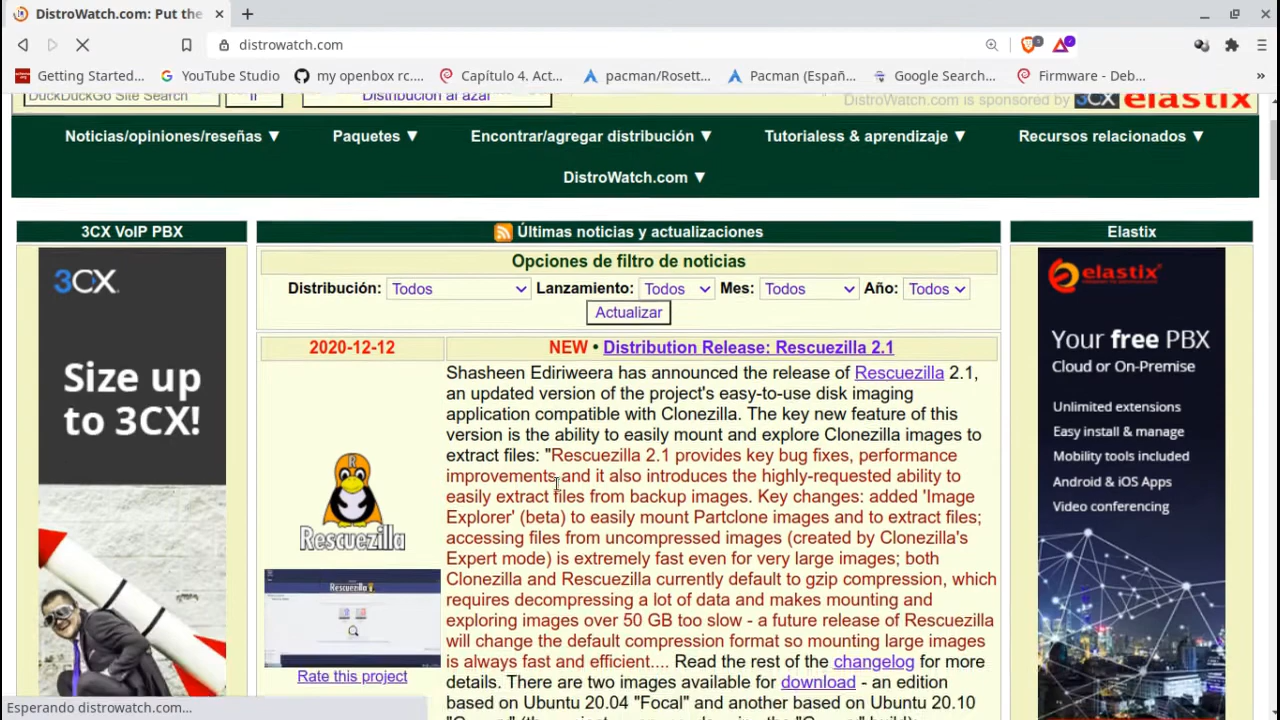 DistroWatch.com: Put the
distrowatch.com
Getting Started... YouTube Studio my openbox rc.... Capítulo 4. Act... pacman/Rosett... Pacman (Españ... Google Search... Firmware - Deb... »
DuckDuckGo Site Search Ir Distribución al azar
DistroWatch.com is sponsored by 3CX elastix
Noticias/opiniones/reseñas ▼ Paquetes ▼ Encontrar/agregar distribución ▼ Tutorialess & aprendizaje ▼ Recursos relacionados ▼
DistroWatch.com ▼
3CX VoIP PBX
3CX
Size up
to 3CX!
Últimas noticias y actualizaciones
Opciones de filtro de noticias
Distribución: Todos Lanzamiento: Todos Mes: Todos Año: Todos
Actualizar
2020-12-12 NEW • Distribution Release: Rescuezilla 2.1
Rescuezilla
Rescuezilla
Rate this project
Shasheen Ediriweera has announced the release of Rescuezilla 2.1,
an updated version of the project's easy-to-use disk imaging
application compatible with Clonezilla. The key new feature of this
version is the ability to easily mount and explore Clonezilla images to
extract files: "Rescuezilla 2.1 provides key bug fixes, performance
improvements and it also introduces the highly-requested ability to
easily extract files from backup images. Key changes: added 'Image
Explorer' (beta) to easily mount Partclone images and to extract files;
accessing files from uncompressed images (created by Clonezilla's
Expert mode) is extremely fast even for very large images; both
Clonezilla and Rescuezilla currently default to gzip compression, which
requires decompressing a lot of data and makes mounting and
exploring images over 50 GB too slow - a future release of Rescuezilla
will change the default compression format so mounting large images
is always fast and efficient.... Read the rest of the changelog for more
details. There are two images available for download - an edition
based on Ubuntu 20.04 "Focal" and another based on Ubuntu 20.10
Elastix
elastix
Your free PBX
Cloud or On-Premise
Unlimited extensions
Easy install & manage
Mobility tools included
Android & iOS Apps
Video conferencing
Esperando distrowatch.com...